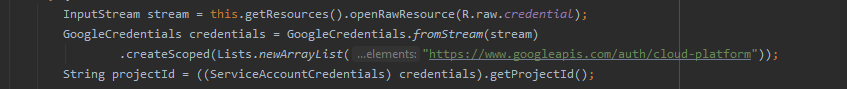 InputStream stream = this.getResources().openRawResource(R.raw.credential);
GoogleCredentials credentials = GoogleCredentials.fromStream(stream)
.createScoped(Lists.newArrayList( ...elements: "https://www.googleapis.com/auth/cloud-platform"));
String projectId = ((ServiceAccountCredentials) credentials).getProjectId();